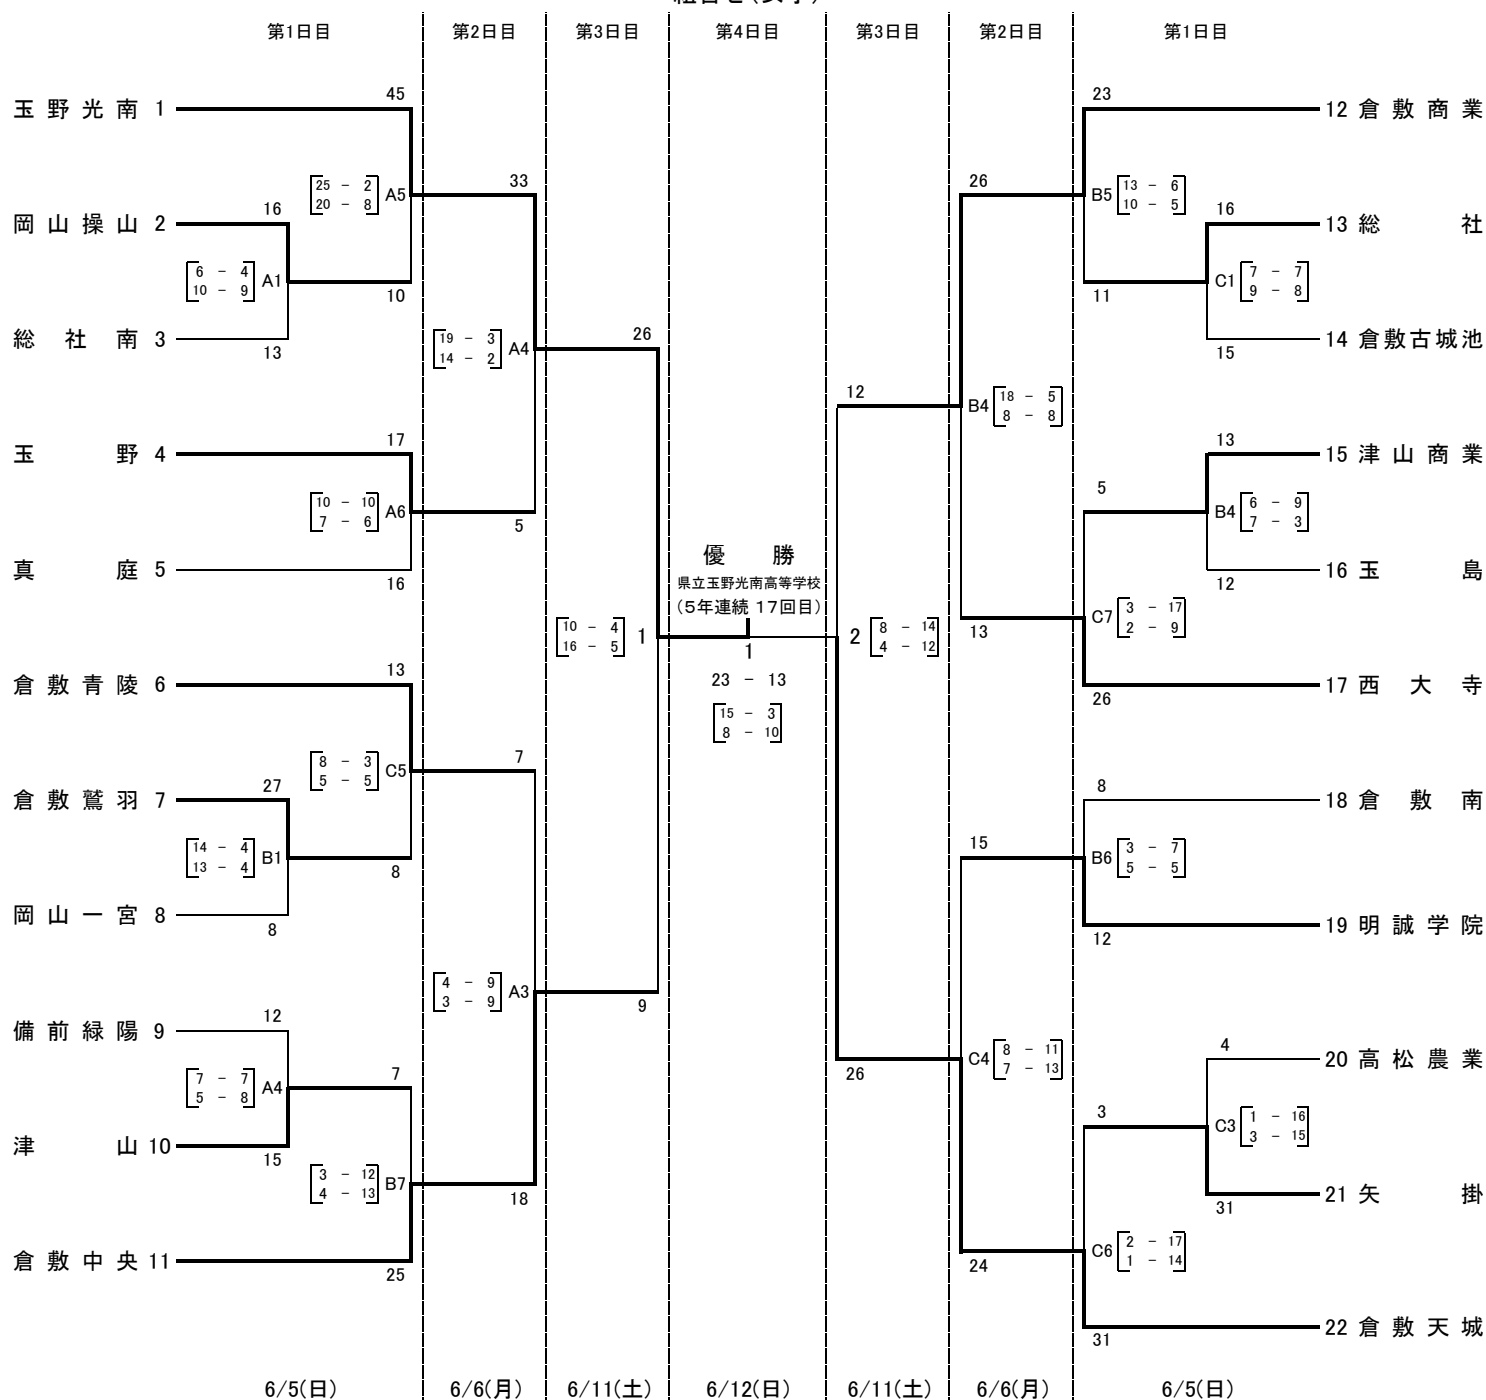 第1日目 第2日目 第3日目 第4日目 第3日目 第2日目 第1日目
45 23
玉野光南 1 12 倉敷商業
33 26
25 - 2 A5 B5 13 - 6
20 - 8 10 - 5
16 16
岡山操山 2 13 総社
6 - 4 A1 C1 7 - 7
10 - 9 9 - 8
10 11
19 - 3 A4 26
14 - 2
総社南 3 14 倉敷古城池
13 15
12 B4 18 - 5
8 - 8
17 13
玉野 4 15 津山商業
5
10 - 10 A6 B4 6 - 9
7 - 6 7 - 3
5
優勝
真庭 5 16 玉島
16 12
県立玉野光南高等学校
(5年連続 17回目)
C7 3 - 17
2 - 9
10 - 4 1 2 8 - 14
16 - 5 4 - 12
13
1
13
倉敷青陵 6 17 西大寺
23 - 13
26
15 - 3
8 - 10
7
8 - 3 C5
5 - 5
27 8
倉敷鷲羽 7 18 倉敷南
15
14 - 4 B1 B6 3 - 7
13 - 4 5 - 5
8
岡山一宮 8 19 明誠学院
8 12
4 - 9 A3
3 - 9
9
12
備前緑陽 9
4
C4 8 - 11 20 高松農業
7 - 13
26
7 - 7 A4 7
5 - 8
3
C3 1 - 16
3 - 15
津山 10
15
3 - 12 B7
4 - 13
18
21 矢掛
31
倉敷中央 11 C6 2 - 17
1 - 14
25 24
22 倉敷天城
31
6/5(日) 6/6(月) 6/11(土) 6/12(日) 6/11(土) 6/6(月) 6/5(日)